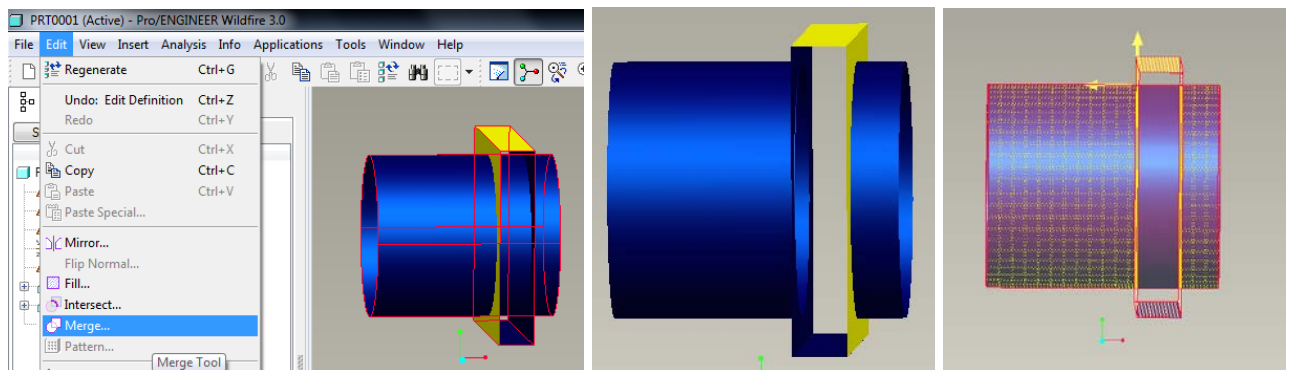 PRT0001 (Active) - Pro/ENGINEER Wildfire 3.0
File Edit View Insert Analysis Info Applications Tools Window Help
Regenerate Ctrl+G
Undo: Edit Definition Ctrl+Z
Redo Ctrl+Y
Cut Ctrl+X
Copy Ctrl+C
Paste Ctrl+V
Paste Special...
Mirror...
Flip Normal...
Fill...
Intersect...
Merge...
Pattern...
Merge Tool